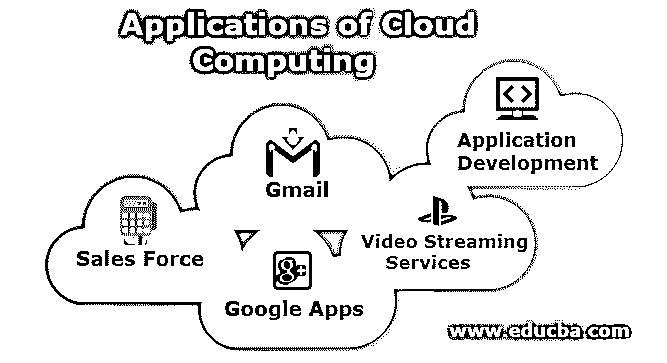 Applications of Cloud
Computing
Application
Development
Gmail
Sales Force
Video Streaming
Services
g+
Google Apps
www.educba.com